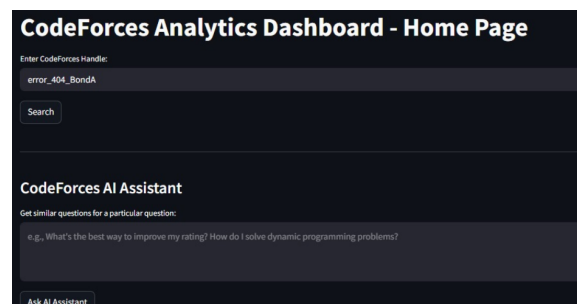 CodeForces Analytics Dashboard - Home Page
Enter CodeForces Handle:
error_404_BondA
Search
CodeForces AI Assistant
Get similar questions for a particular question:
e.g., What's the best way to improve my rating? How do I solve dynamic programming problems?
Ask AI Assistant